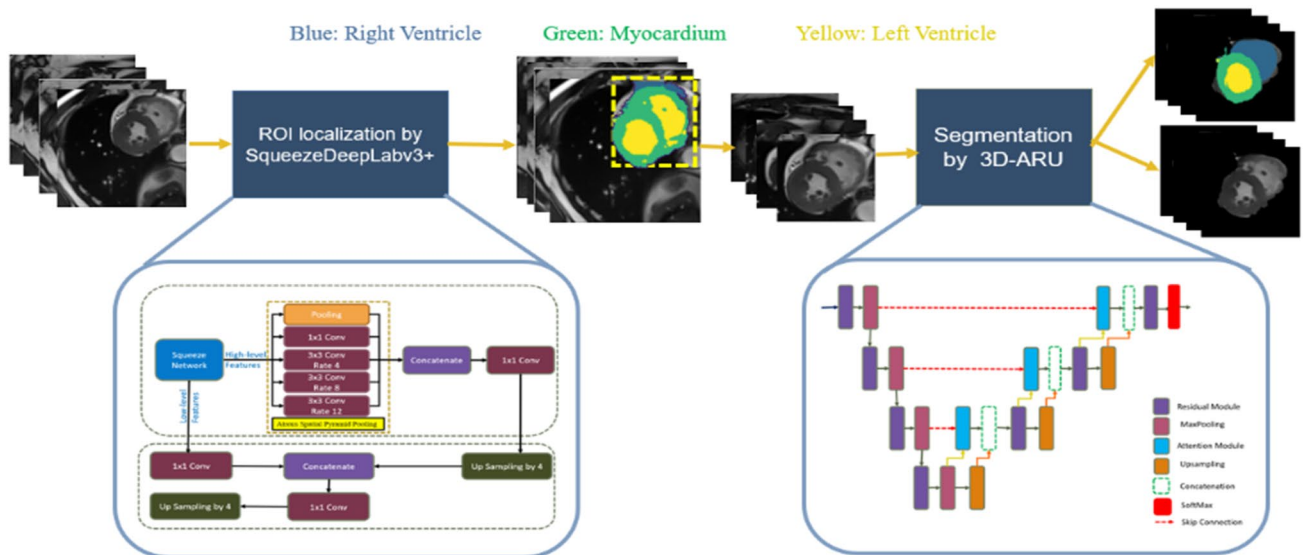 Blue: Right Ventricle
Green: Myocardium
Yellow: Left Ventricle
ROI localization by
SqueezeDeepLabv3+
Segmentation
by 3D-ARU
Pooling
1x1 Conv
3x3 Conv
Rate 4
3x3 Conv
Rate 8
3x3 Conv
Rate 12
Atrous Spatial Pyramid Pooling
Squeeze
Network
High-level
Features
Low-level
Features
Concatenate
1x1 Conv
1x1 Conv
Concatenate
Up Sampling by 4
Up Sampling by 4
1x1 Conv
Residual Module
MaxPooling
Attention Module
Upsampling
Concatenation
SoftMax
Skip Connection